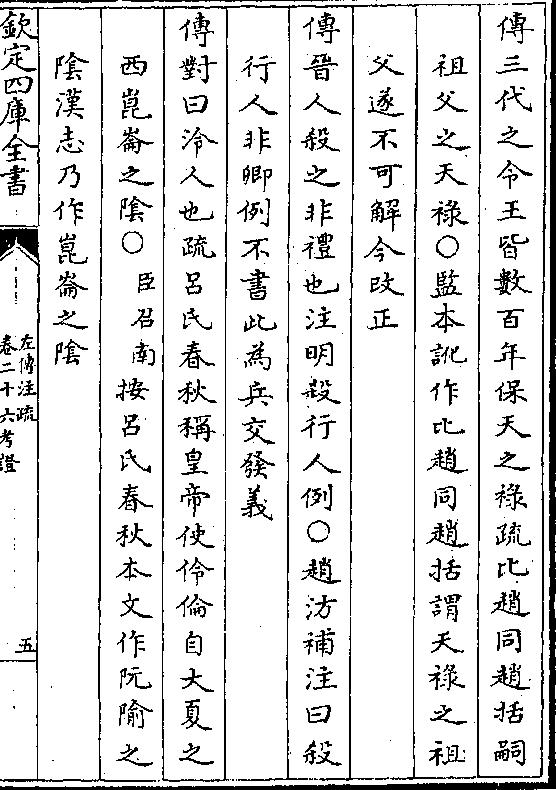 傳三代之令王皆數百年保天之祿疏比趙同趙括嗣
祖父之天祿○監本訛作比趙同趙括謂天祿之祖
父遂不可解今改正
傳晉人殺之非禮也注明殺行人例○趙汸補注曰殺
行人非卿例不書此為兵交發義
傳對曰泠人也疏呂氏春秋稱皇帝使伶倫自大夏之
西崑崙之陰○臣召南按呂氏春秋本文作阮隃之
陰漢志乃作崑崙之陰
欽定四庫全書
左傳注疏
卷二十六考證
五